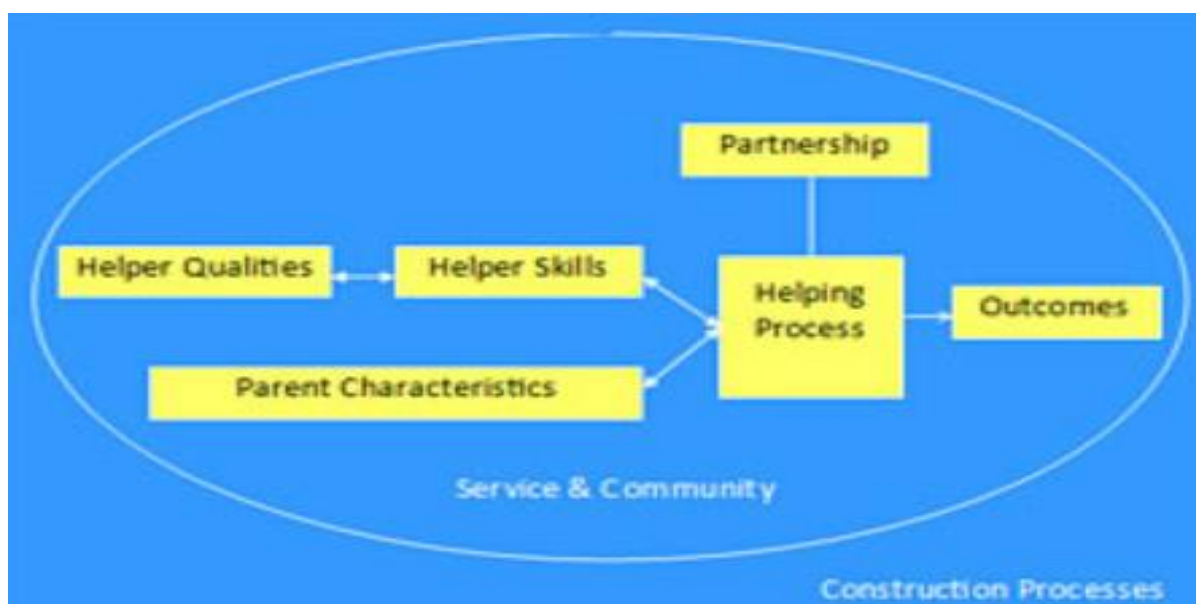 Partnership
Helper Qualities
Helper Skills
Helping
Process
Outcomes
Parent Characteristics
Service & Community
Construction Processes